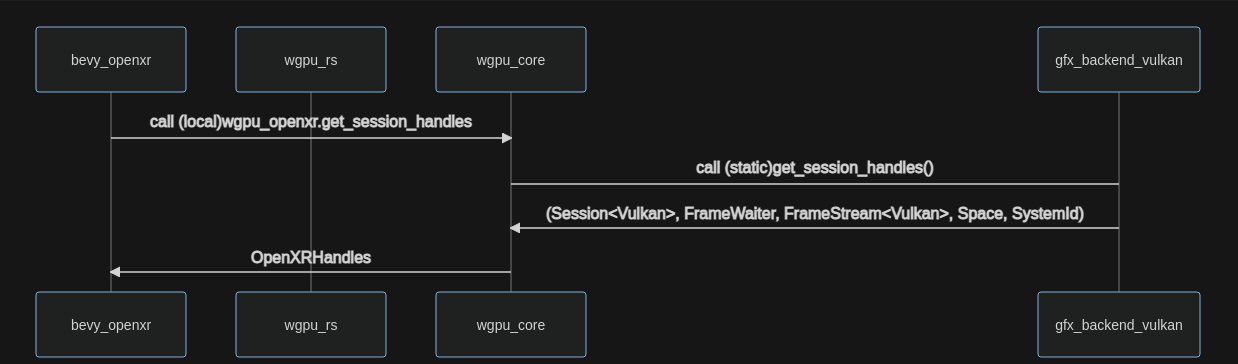 bevy_openxr wgpu_rs wgpu_core gfx_backend_vulkan
call (local)wgpu_openxr.get_session_handles
call (static)get_session_handles()
(Session<Vulkan>, FrameWaiter, FrameStream<Vulkan>, Space, SystemId)
OpenXRHandles
bevy_openxr wgpu_rs wgpu_core gfx_backend_vulkan